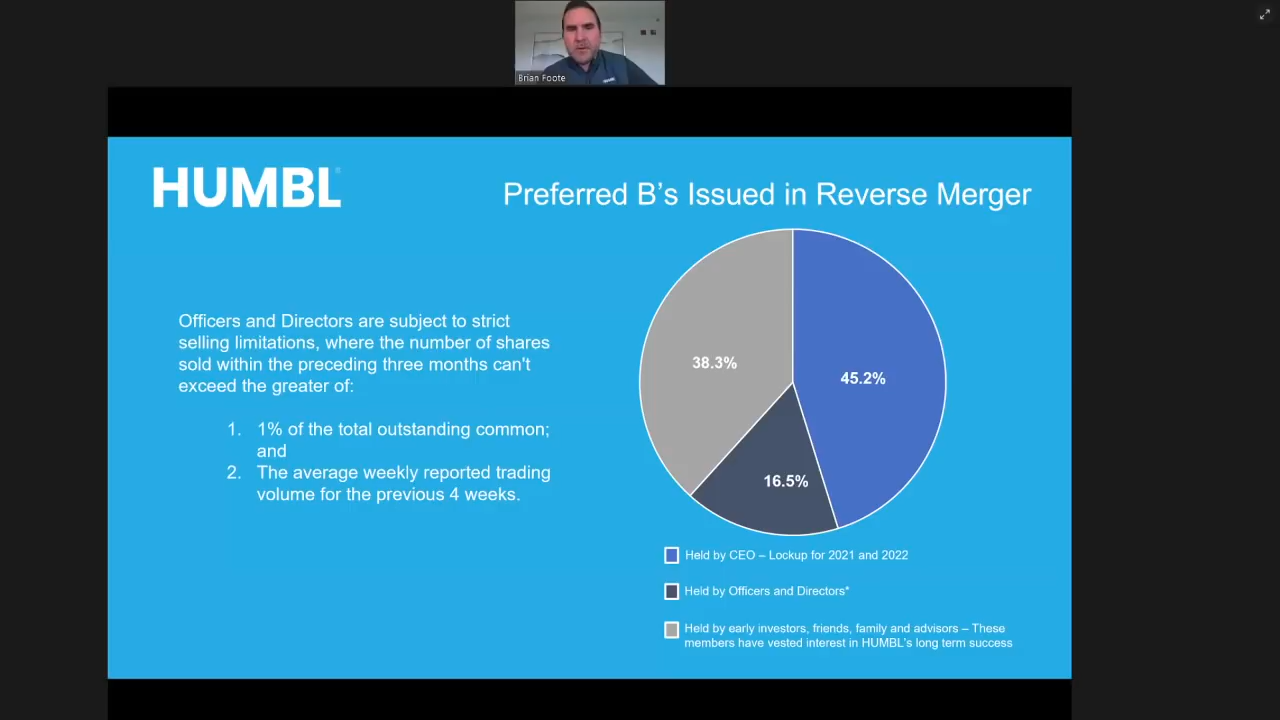 Brian Foote
HUMBL
Preferred B's Issued in Reverse Merger
Officers and Directors are subject to strict
selling limitations, where the number of shares
sold within the preceding three months can't
exceed the greater of:
1. 1% of the total outstanding common;
and
2. The average weekly reported trading
volume for the previous 4 weeks.
38.3%
45.2%
16.5%
Held by CEO – Lockup for 2021 and 2022
Held by Officers and Directors*
Held by early investors, friends, family and advisors – These
members have vested interest in HUMBL's long term success